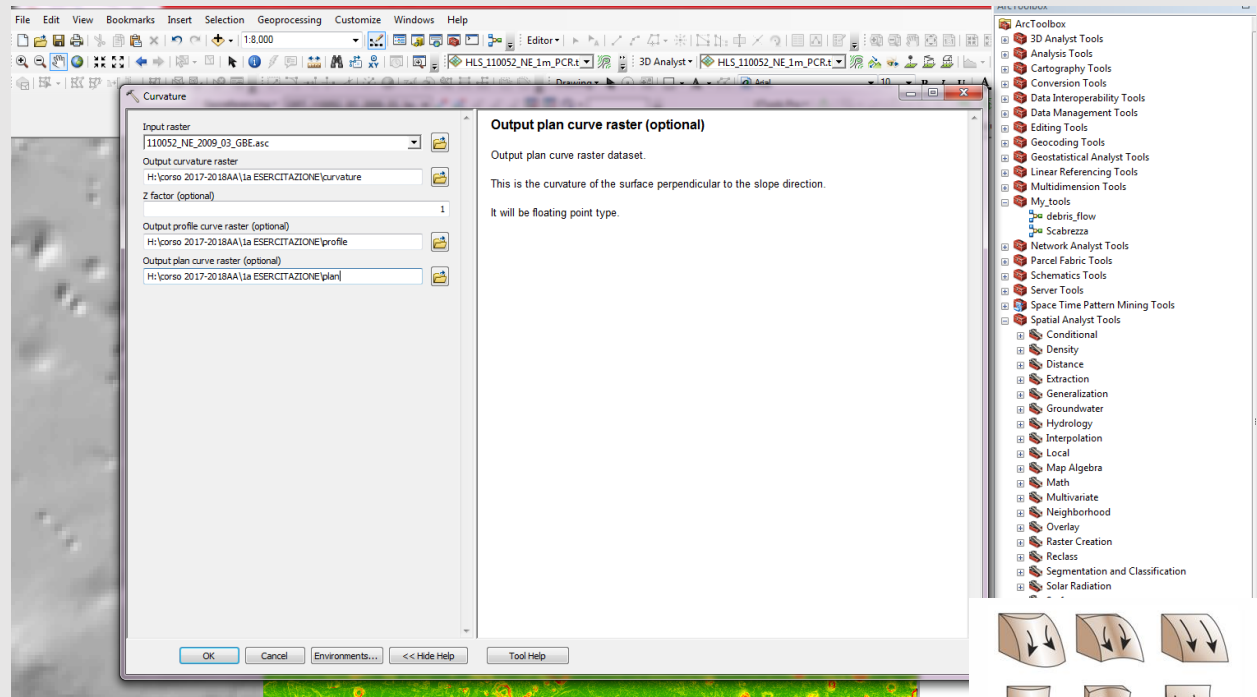 ArcToolbox
File Edit View Bookmarks Insert Selection Geoprocessing Customize Windows Help
1:8,000
Editor
HLS_110052_NE_1m_PCR.t
3D Analyst
HLS_110052_NE_1m_PCR.t
Drawing
Arial
10
B I U A
Curvature
Input raster
110052_NE_2009_03_GBE.asc
Output curvature raster
H:\corso 2017-2018AA\1a ESERCITAZIONE\curvature
Z factor (optional)
1
Output profile curve raster (optional)
H:\corso 2017-2018AA\1a ESERCITAZIONE\profile
Output plan curve raster (optional)
H:\corso 2017-2018AA\1a ESERCITAZIONE\plan
Output plan curve raster (optional)
Output plan curve raster dataset.
This is the curvature of the surface perpendicular to the slope direction.
It will be floating point type.
OK
Cancel
Environments...
<< Hide Help
Tool Help
ArcToolbox
3D Analyst Tools
Analysis Tools
Cartography Tools
Conversion Tools
Data Interoperability Tools
Data Management Tools
Editing Tools
Geocoding Tools
Geostatistical Analyst Tools
Linear Referencing Tools
Multidimension Tools
My_tools
debris_flow
Scabrezza
Network Analyst Tools
Parcel Fabric Tools
Schematics Tools
Server Tools
Space Time Pattern Mining Tools
Spatial Analyst Tools
Conditional
Density
Distance
Extraction
Generalization
Groundwater
Hydrology
Interpolation
Local
Map Algebra
Math
Multivariate
Neighborhood
Overlay
Raster Creation
Reclass
Segmentation and Classification
Solar Radiation